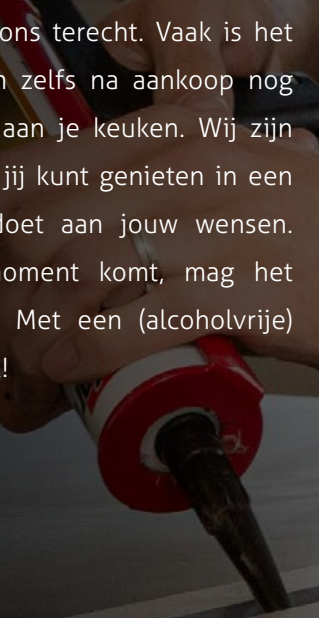 ons terecht. Vaak is het
zelfs na aankoop nog
aan je keuken. Wij zijn
jij kunt genieten in een
doet aan jouw wensen.
moment komt, mag het
Met een (alcoholvrije)
!